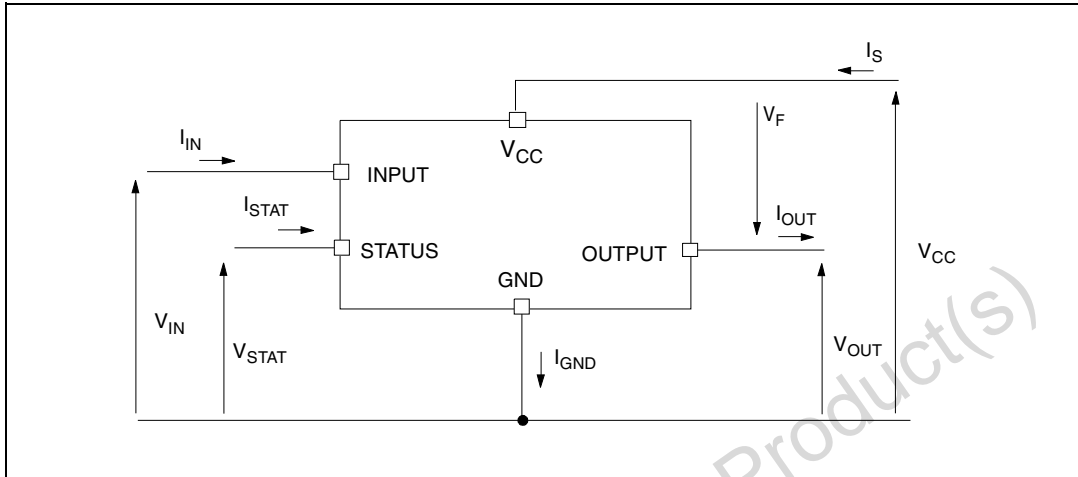 I_S
V_F
V_CC
I_IN
INPUT
I_STAT
STATUS
I_OUT
OUTPUT
V_CC
GND
V_IN
V_STAT
I_GND
V_OUT
Product(s)